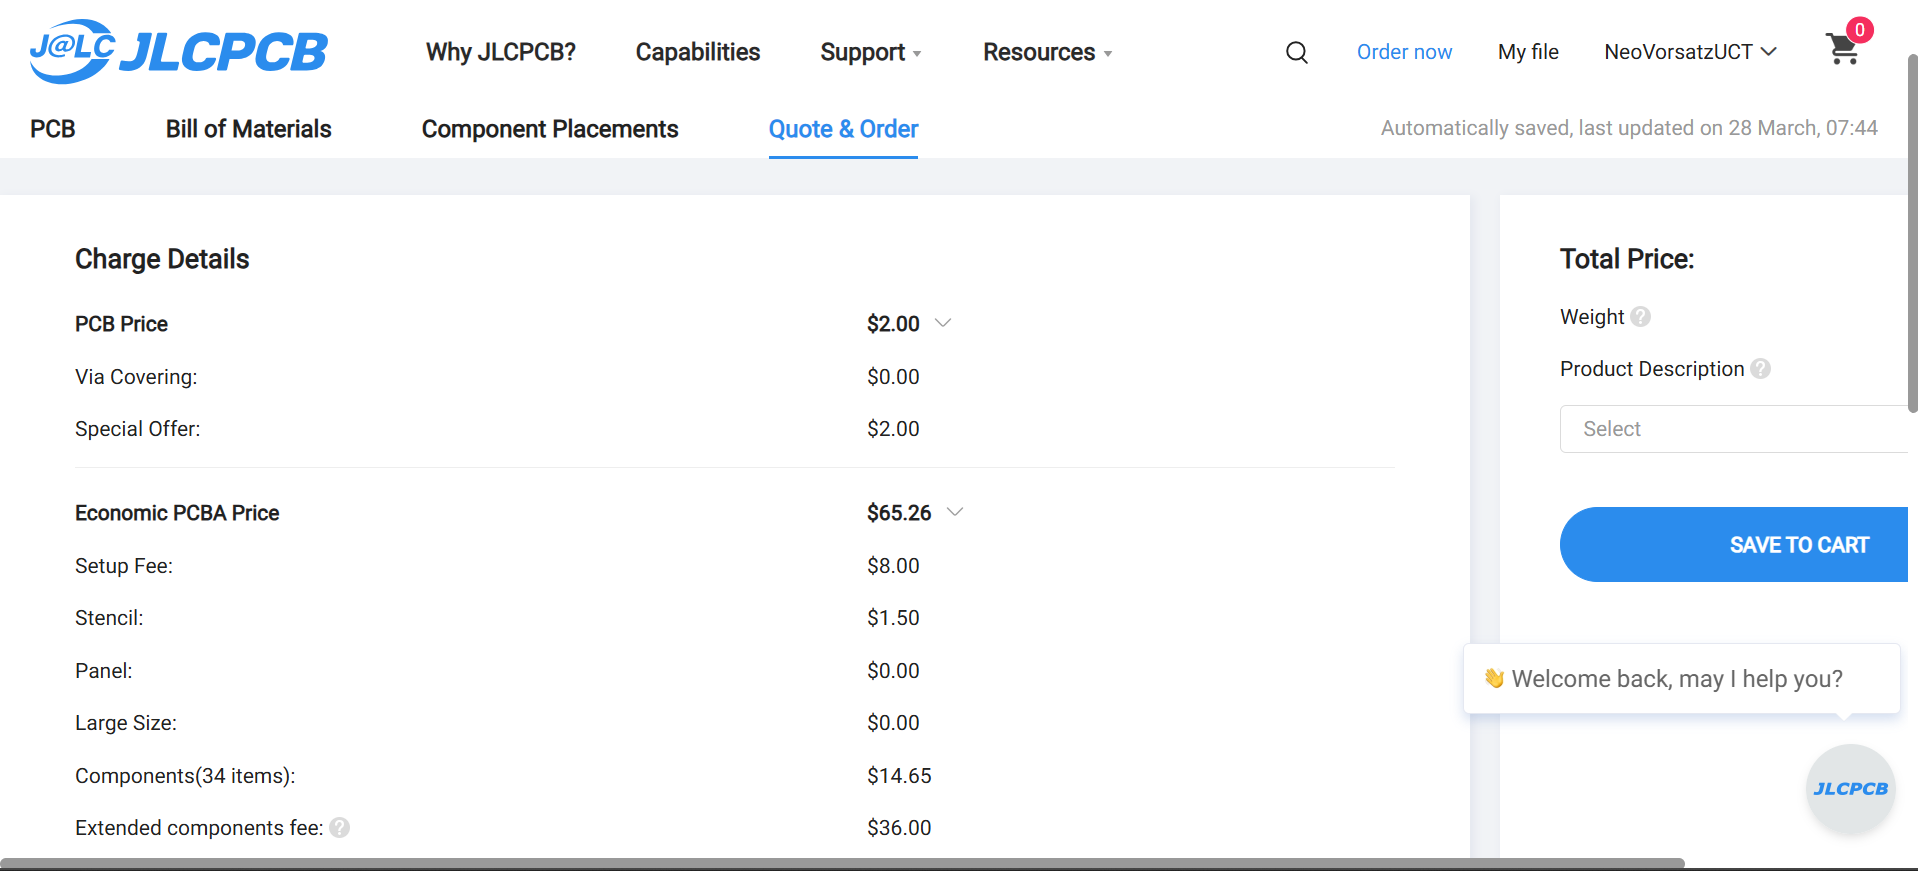 J@LC JLCPCB
Why JLCPCB? Capabilities Support Resources Order now My file NeoVorsatzUCT 0
PCB Bill of Materials Component Placements Quote & Order Automatically saved, last updated on 28 March, 07:44
Charge Details
PCB Price $2.00
Via Covering: $0.00
Special Offer: $2.00
Economic PCBA Price $65.26
Setup Fee: $8.00
Stencil: $1.50
Panel: $0.00
Large Size: $0.00
Components(34 items): $14.65
Extended components fee: ? $36.00
Total Price:
Weight ?
Product Description ?
Select
SAVE TO CART
👋 Welcome back, may I help you?
JLCPCB